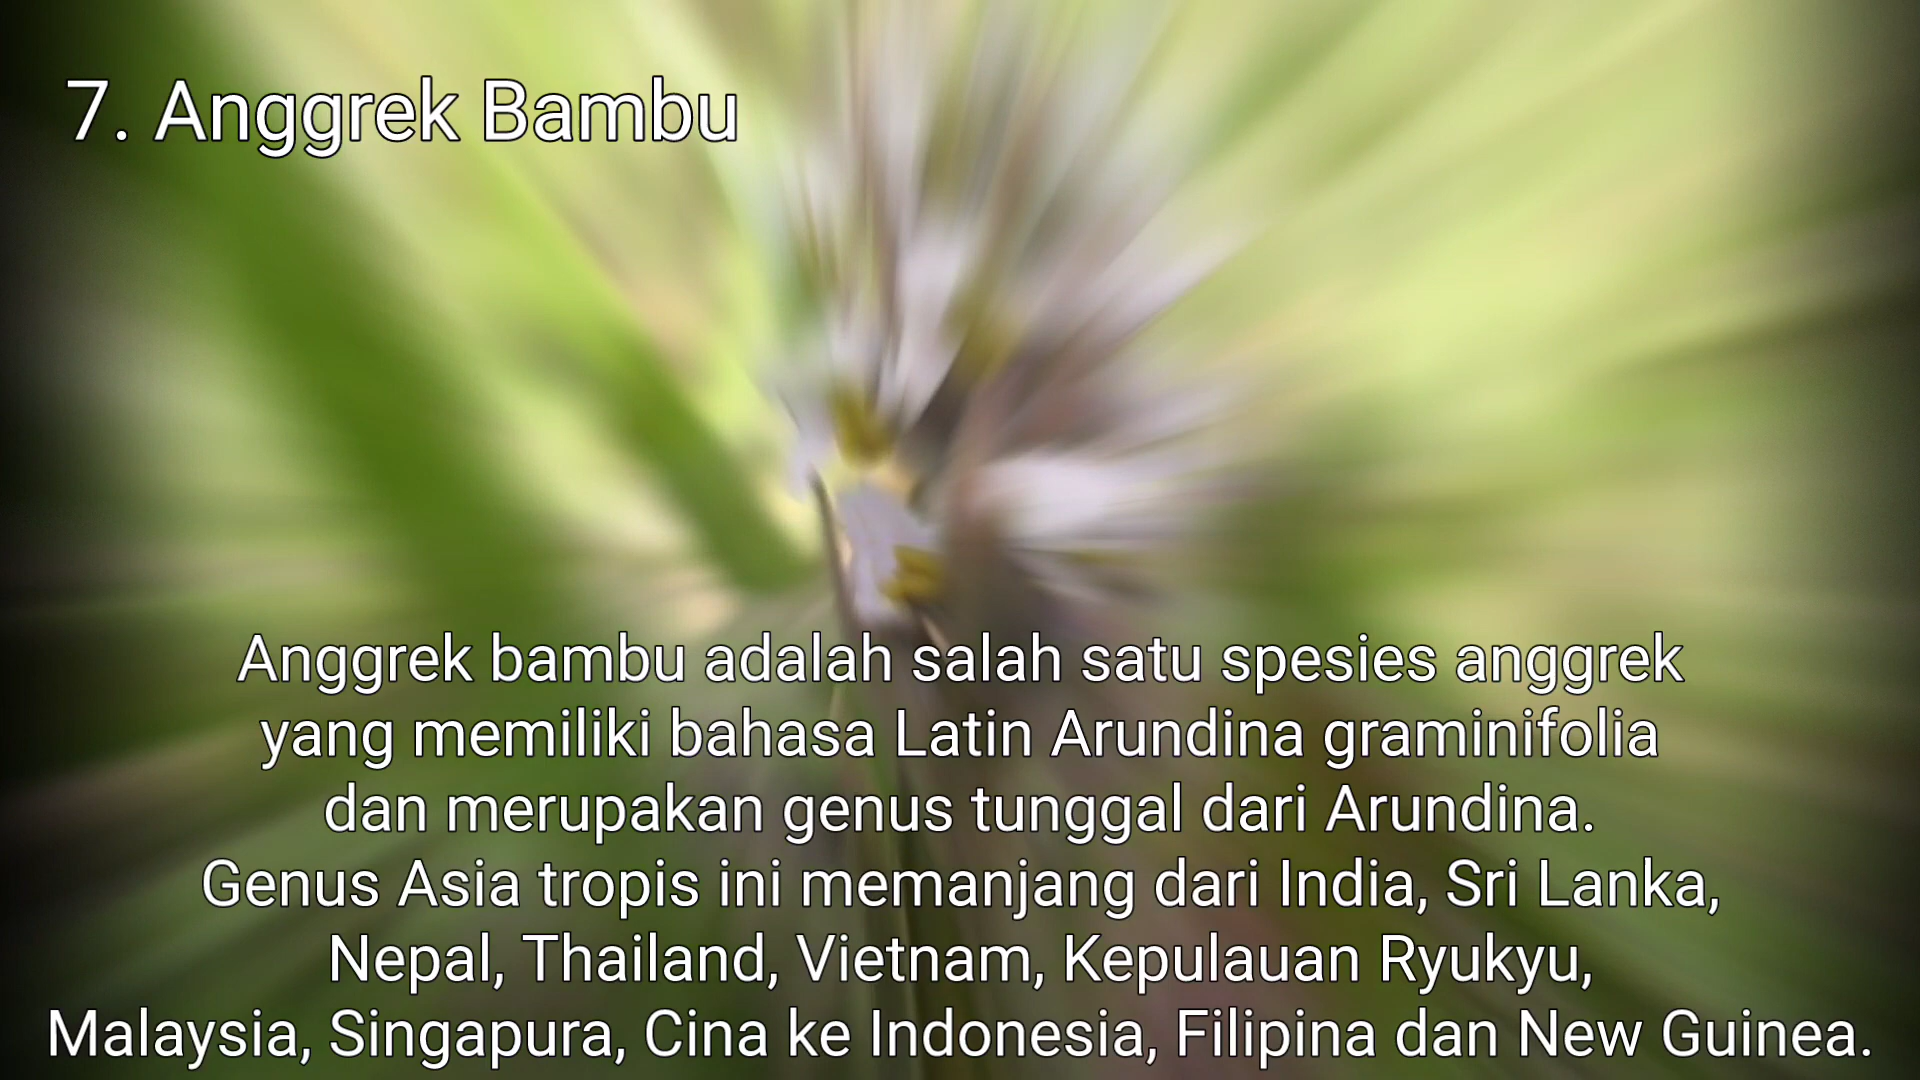 7. Anggrek Bambu
Anggrek bambu adalah salah satu spesies anggrek
yang memiliki bahasa Latin Arundina graminifolia
dan merupakan genus tunggal dari Arundina.
Genus Asia tropis ini memanjang dari India, Sri Lanka,
Nepal, Thailand, Vietnam, Kepulauan Ryukyu,
Malaysia, Singapura, Cina ke Indonesia, Filipina dan New Guinea.